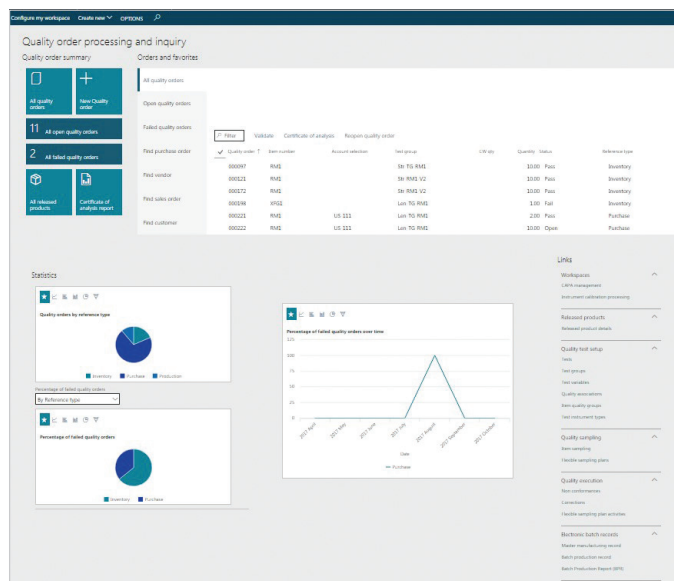 Configure my workspace Create new OPTIONS
Quality order processing and inquiry
Quality order summary
All quality orders
New Quality order
11 All open quality orders
2 All failed quality orders
All released products
Certificate of analysis report
Orders and favorites
All quality orders
Open quality orders
Failed quality orders
Find purchase order
Find vendor
Find sales order
Find customer
Filter Validate Certificate of analysis Reopen quality order
Quality order Item number Account selection Test group CW qty Quantity Status Reference type
000097 RM1 Str TG RM1 10.00 Pass Inventory
000121 RM1 Str RM1 V2 10.00 Pass Inventory
000172 RM1 Str RM1 V2 10.00 Pass Inventory
000198 Len TG RM1 1.00 Fail Inventory
000221 RM1 US 111 Len TG RM1 2.00 Pass Purchase
000222 RM1 US 111 Len TG RM1 10.00 Open Purchase
Statistics
Quality orders by reference type
Inventory Purchase Production
Percentage of failed quality orders
By Reference type
Percentage of failed quality orders
Inventory Purchase
Percentage of failed quality orders over time
125
100
75
50
25
0
2017 April 2017 May 2017 June 2017 July 2017 August 2017 September 2017 October
Date
Purchase
Links
Workspaces
CAPA management
Instrument calibration processing
Released products
Released product details
Quality test setup
Tests
Test groups
Test variables
Quality associations
Item quality groups
Test instrument types
Quality sampling
Item sampling
Flexible sampling plans
Quality execution
Non conformances
Corrections
Flexible sampling plan activities
Electronic batch records
Master manufacturing record
Batch production record
Batch Production Report (BPR)